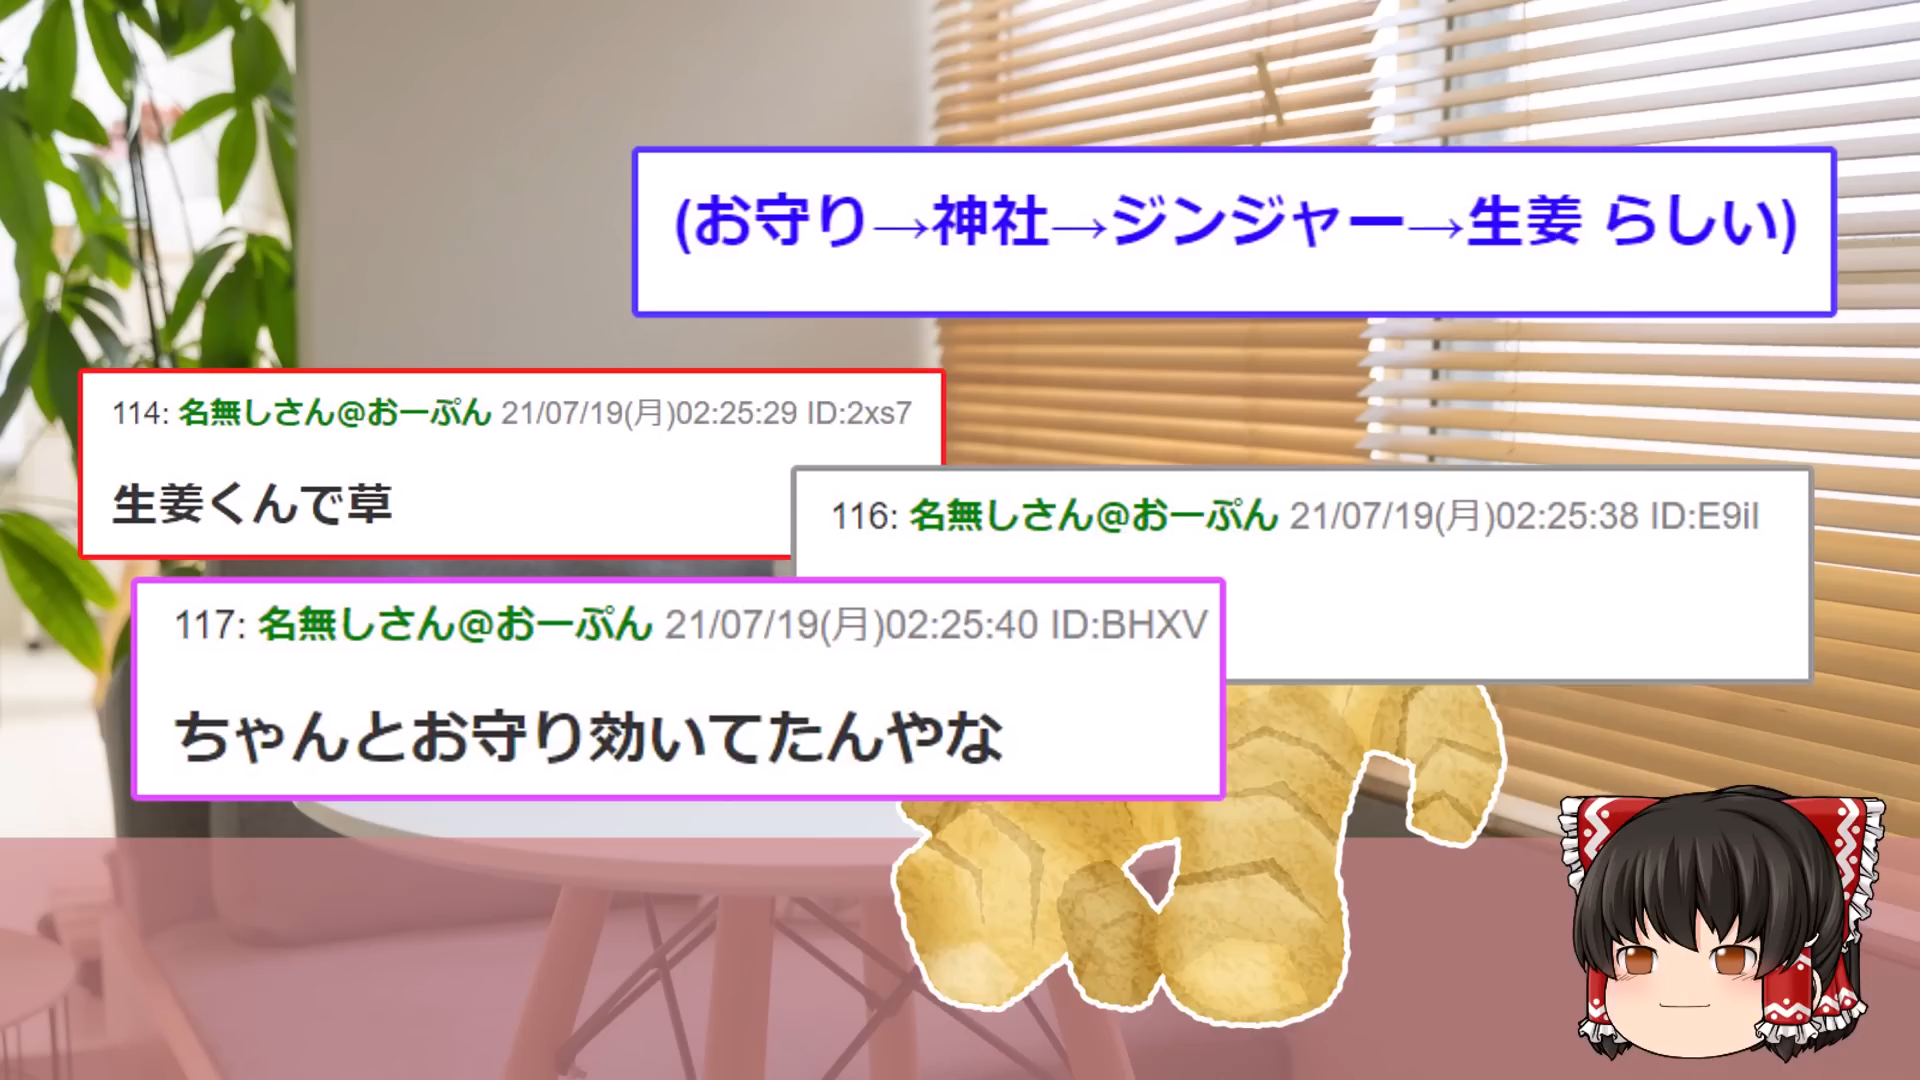 (お守り→神社→ジンジャー→生姜 らしい)
114: 名無しさん@おーぷん 21/07/19(月)02:25:29 ID:2xs7
生姜くんで草
116: 名無しさん@おーぷん 21/07/19(月)02:25:38 ID:E9iI
117: 名無しさん@おーぷん 21/07/19(月)02:25:40 ID:BHXV
ちゃんとお守り効いてたんやな